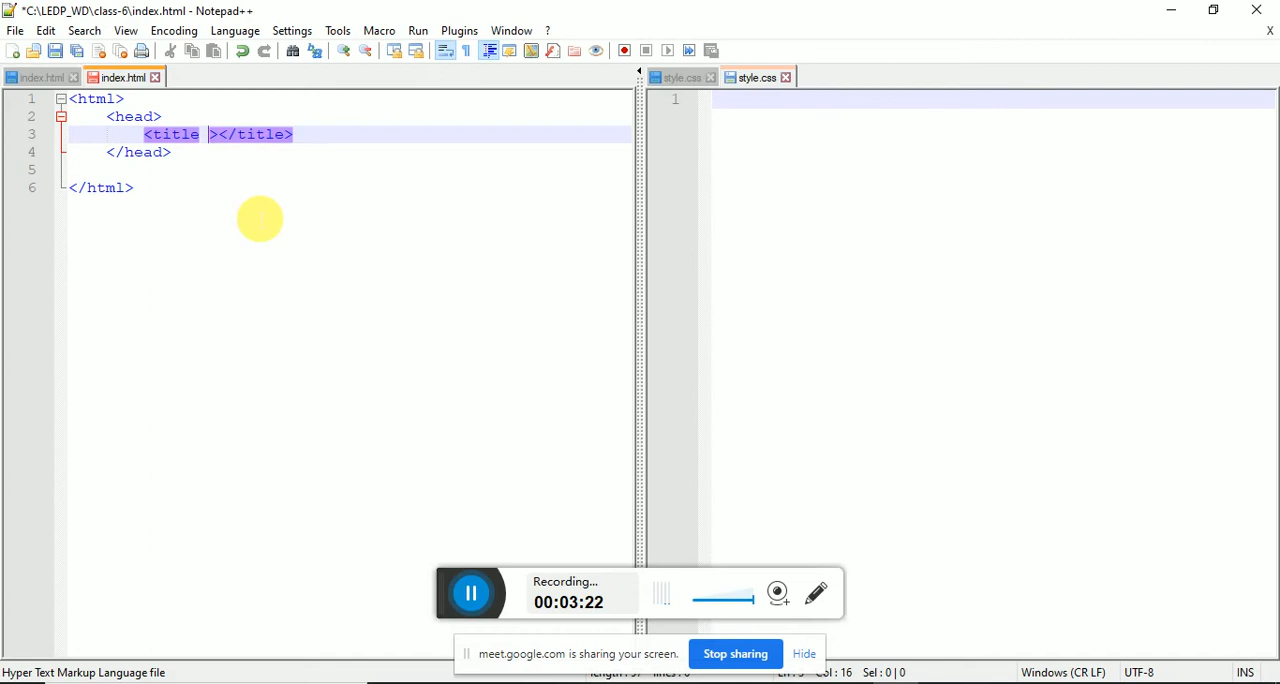 *C:\LEDP_WD\class-6\index.html - Notepad++
File Edit Search View Encoding Language Settings Tools Macro Run Plugins Window ? X
index.html index.html style.css style.css
1 <html>
2 <head>
3 <title ></title>
4 </head>
5
6 </html>
1
Recording...
00:03:22
meet.google.com is sharing your screen. Stop sharing Hide
Hyper Text Markup Language file Col : 16 Sel : 0 | 0 Windows (CR LF) UTF-8 INS